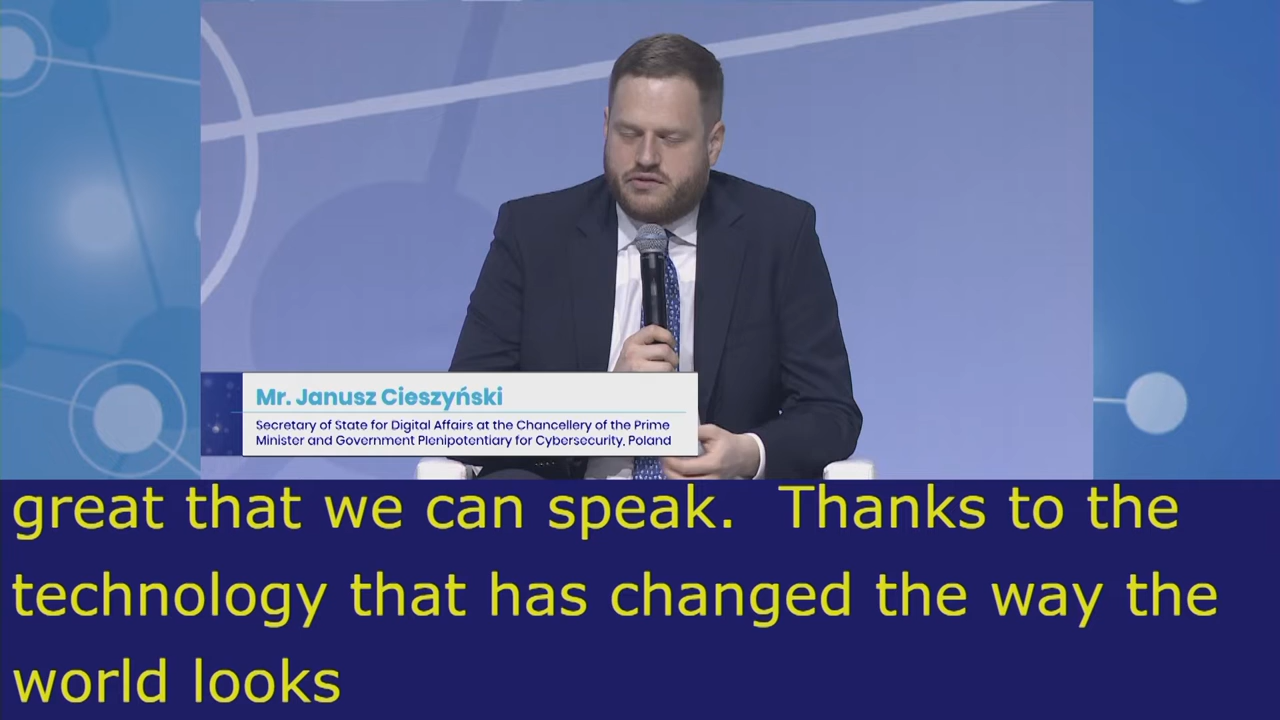 Mr. Janusz Cieszyński
Secretary of State for Digital Affairs at the Chancellery of the Prime
Minister and Government Plenipotentiary for Cybersecurity, Poland
great that we can speak.  Thanks to the
technology that has changed the way the
world looks